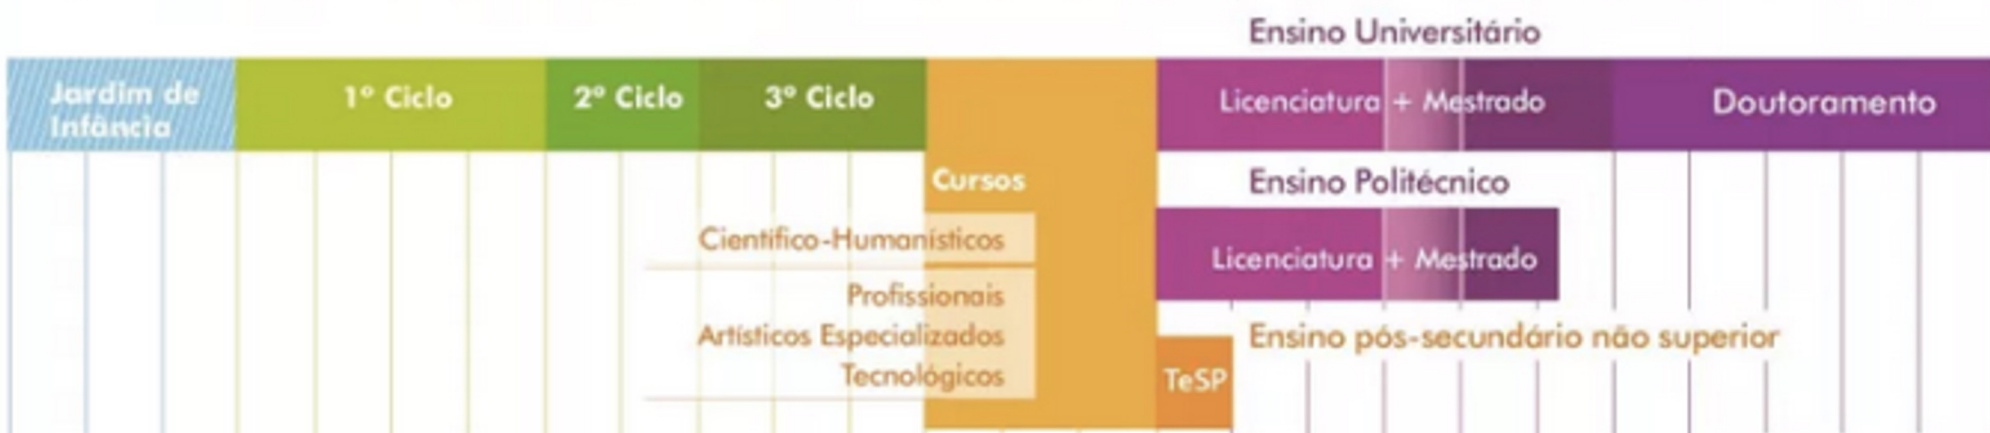 Ensino Universitário
Jardim de
Infância
1º Ciclo
2º Ciclo
3º Ciclo
Licenciatura + Mestrado
Doutoramento
Cursos
Ensino Politécnico
Científico-Humanísticos
Licenciatura + Mestrado
Profissionais
Artísticos Especializados
Tecnológicos
Ensino pós-secundário não superior
TeSP